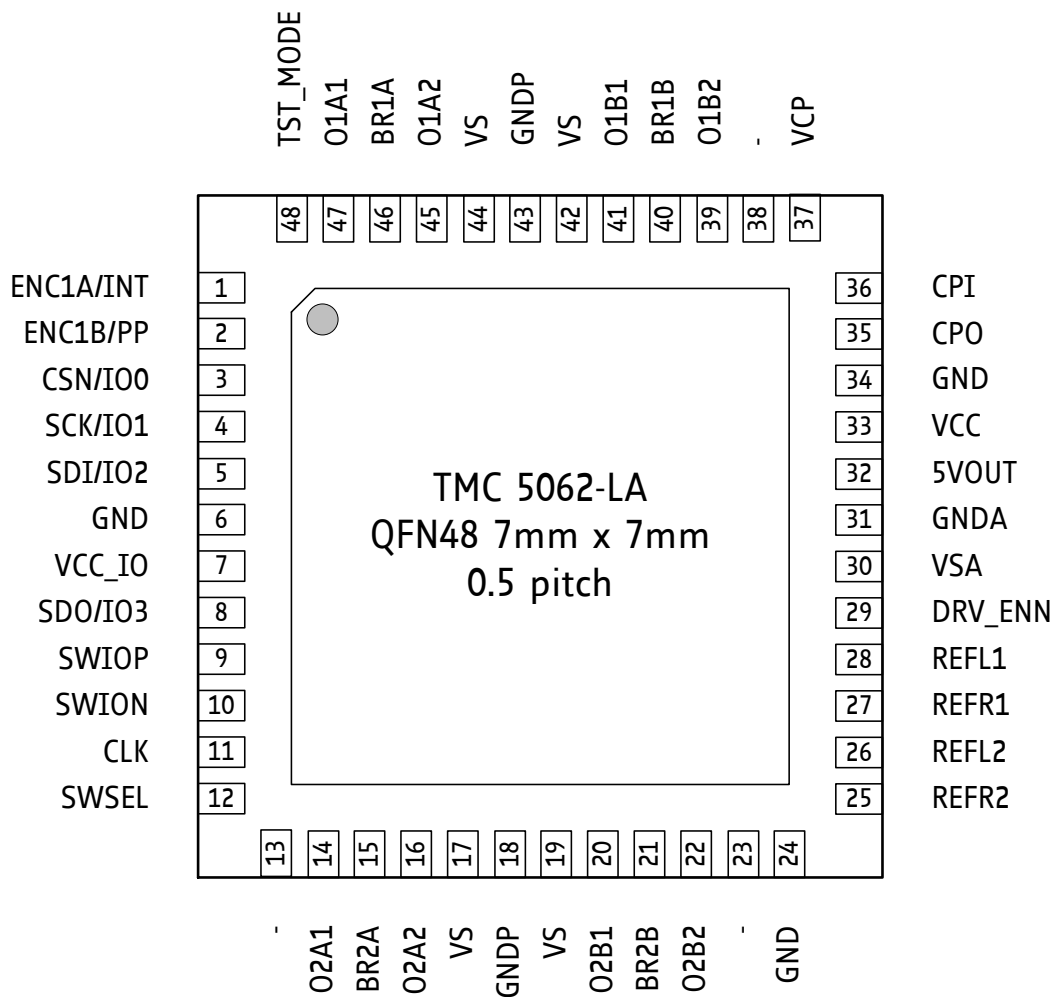 TST_MODE
O1A1
BR1A
O1A2
VS
GNDP
VS
O1B1
BR1B
O1B2
-
VCP
48
47
46
45
44
43
42
41
40
39
38
37
ENC1A/INT 1
ENC1B/PP 2
CSN/IO0 3
SCK/IO1 4
SDI/IO2 5
GND 6
VCC_IO 7
SDO/IO3 8
SWIOP 9
SWION 10
CLK 11
SWSEL 12
TMC 5062-LA
QFN48 7mm x 7mm
0.5 pitch
36 CPI
35 CPO
34 GND
33 VCC
32 5VOUT
31 GNDA
30 VSA
29 DRV_ENN
28 REFL1
27 REFR1
26 REFL2
25 REFR2
13
14
15
16
17
18
19
20
21
22
23
24
-
O2A1
BR2A
O2A2
VS
GNDP
VS
O2B1
BR2B
O2B2
-
GND